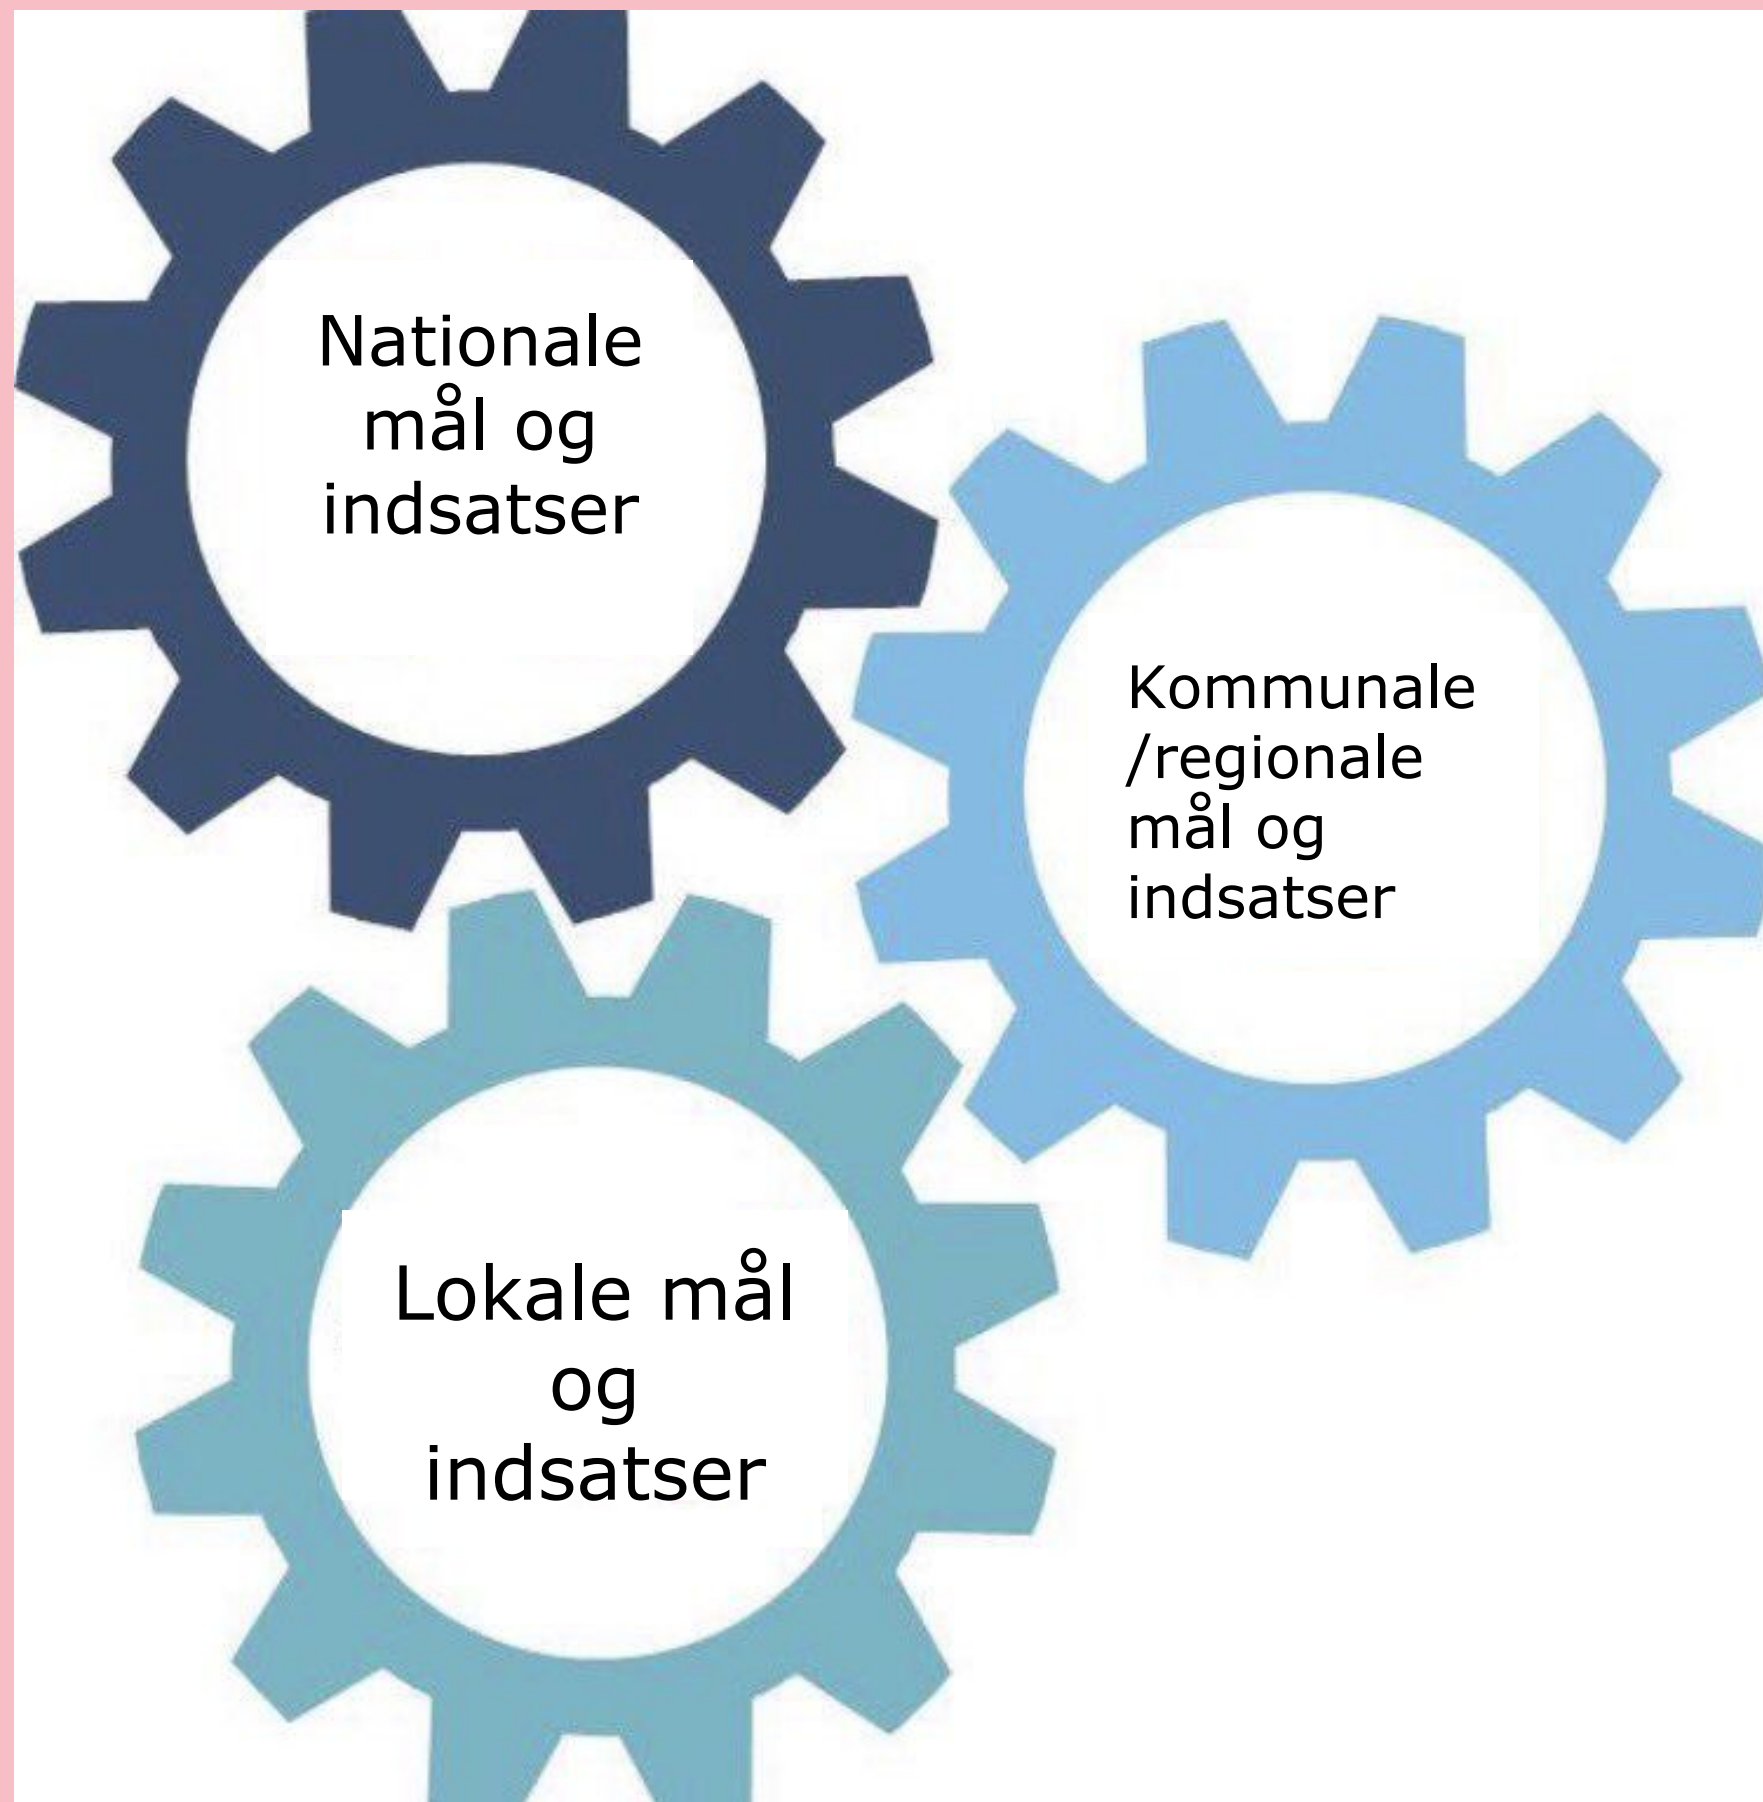 Nationale
mål og
indsatser
Kommunale
/regionale
mål og
indsatser
Lokale mål
og
indsatser